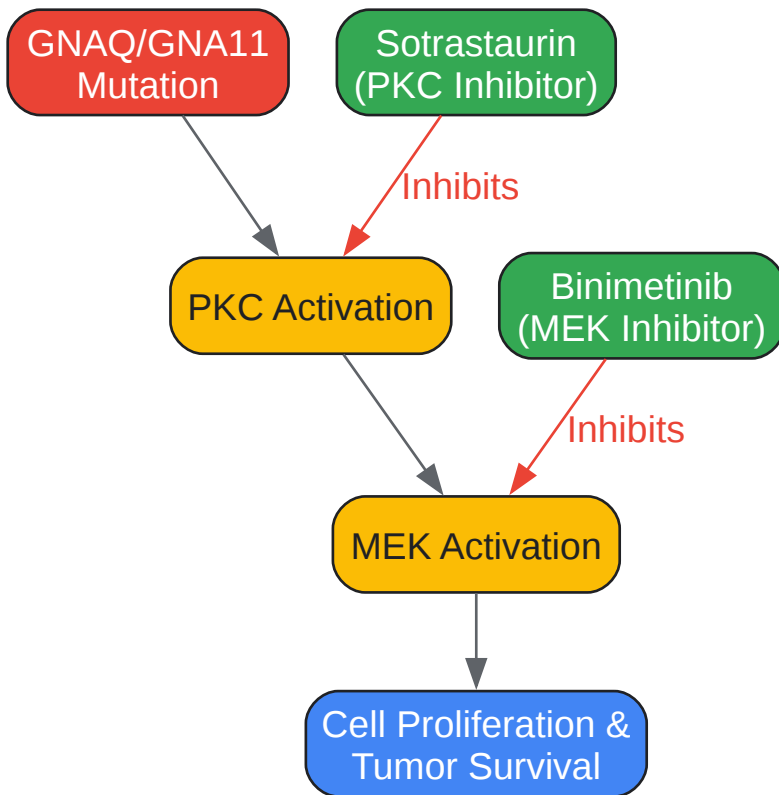 GNAQ/GNA11
Mutation
Sotrastaurin
(PKC Inhibitor)
Inhibits
PKC Activation
Binimetinib
(MEK Inhibitor)
Inhibits
MEK Activation
Cell Proliferation &
Tumor Survival